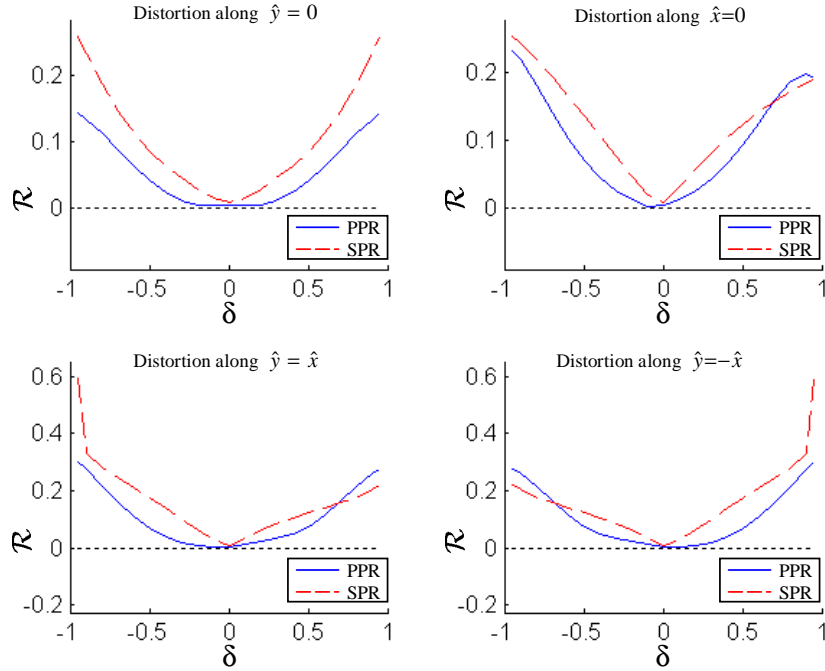 Distortion along ŷ = 0
0.2
0.1
0
ℛ
PPR
SPR
-1 -0.5 0 0.5 1
δ
Distortion along x̂=0
0.2
0.1
0
ℛ
PPR
SPR
-1 -0.5 0 0.5 1
δ
Distortion along ŷ = x̂
0.6
0.4
0.2
0
-0.2
ℛ
PPR
SPR
-1 -0.5 0 0.5 1
δ
Distortion along ŷ=−x̂
0.6
0.4
0.2
0
-0.2
ℛ
PPR
SPR
-1 -0.5 0 0.5 1
δ